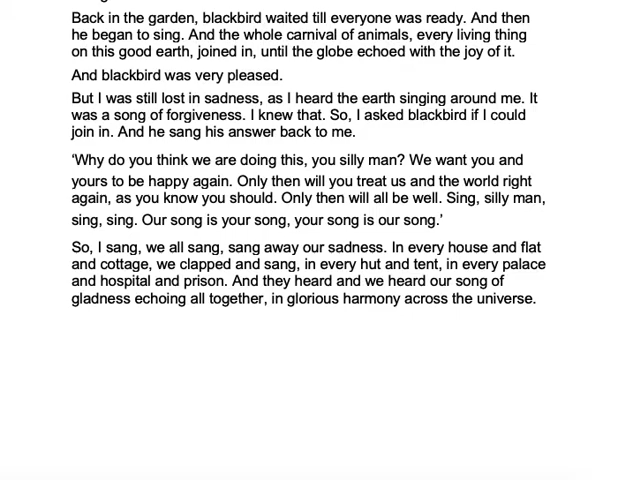 Back in the garden, blackbird waited till everyone was ready. And then
he began to sing. And the whole carnival of animals, every living thing
on this good earth, joined in, until the globe echoed with the joy of it.
And blackbird was very pleased.
But I was still lost in sadness, as I heard the earth singing around me. It
was a song of forgiveness. I knew that. So, I asked blackbird if I could
join in. And he sang his answer back to me.
‘Why do you think we are doing this, you silly man? We want you and
yours to be happy again. Only then will you treat us and the world right
again, as you know you should. Only then will all be well. Sing, silly man,
sing, sing. Our song is your song, your song is our song.’
So, I sang, we all sang, sang away our sadness. In every house and flat
and cottage, we clapped and sang, in every hut and tent, in every palace
and hospital and prison. And they heard and we heard our song of
gladness echoing all together, in glorious harmony across the universe.